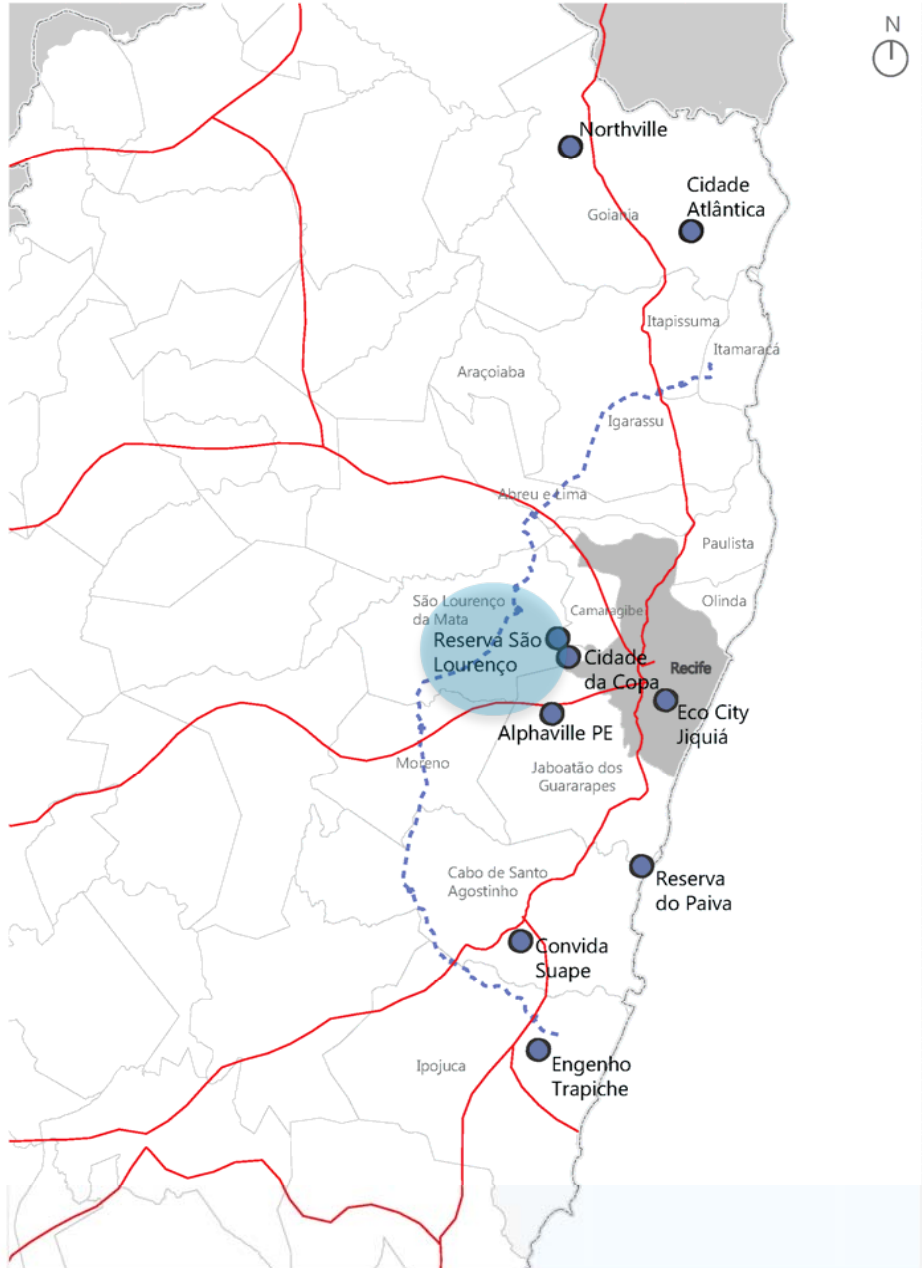 N
Northville
Cidade
Atlântica
Goiania
Itapissuma
Itamaracá
Araçoiaba
Igarassu
Abreu e Lima
Paulista
São Lourenço
da Mata
Camaragibe
Olinda
Reserva São
Lourenço
Cidade
da Copa
Recife
Eco City
Jiquiá
Alphaville PE
Moreno
Jaboatão dos
Guararapes
Cabo de Santo
Agostinho
Reserva
do Paiva
Convida
Suape
Ipojuca
Engenho
Trapiche